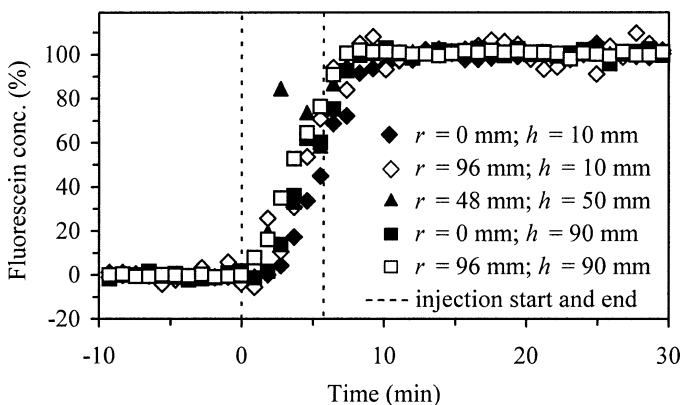 Fluorescein conc. (%)
100
80
60
40
20
0
-20
r = 0 mm; h = 10 mm
r = 96 mm; h = 10 mm
r = 48 mm; h = 50 mm
r = 0 mm; h = 90 mm
r = 96 mm; h = 90 mm
injection start and end
-10 0 10 20 30
Time (min)